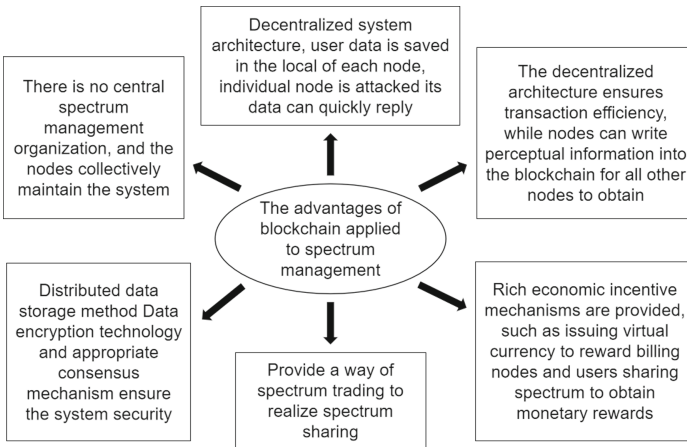 Decentralized system
architecture, user data is saved
in the local of each node,
individual node is attacked its
data can quickly reply
There is no central
spectrum
management
organization, and the
nodes collectively
maintain the system
The decentralized
architecture ensures
transaction efficiency,
while nodes can write
perceptual information into
the blockchain for all other
nodes to obtain
The advantages of
blockchain applied
to spectrum
management
Distributed data
storage method Data
encryption technology
and appropriate
consensus
mechanism ensure
the system security
Provide a way of
spectrum trading to
realize spectrum
sharing
Rich economic incentive
mechanisms are provided,
such as issuing virtual
currency to reward billing
nodes and users sharing
spectrum to obtain
monetary rewards